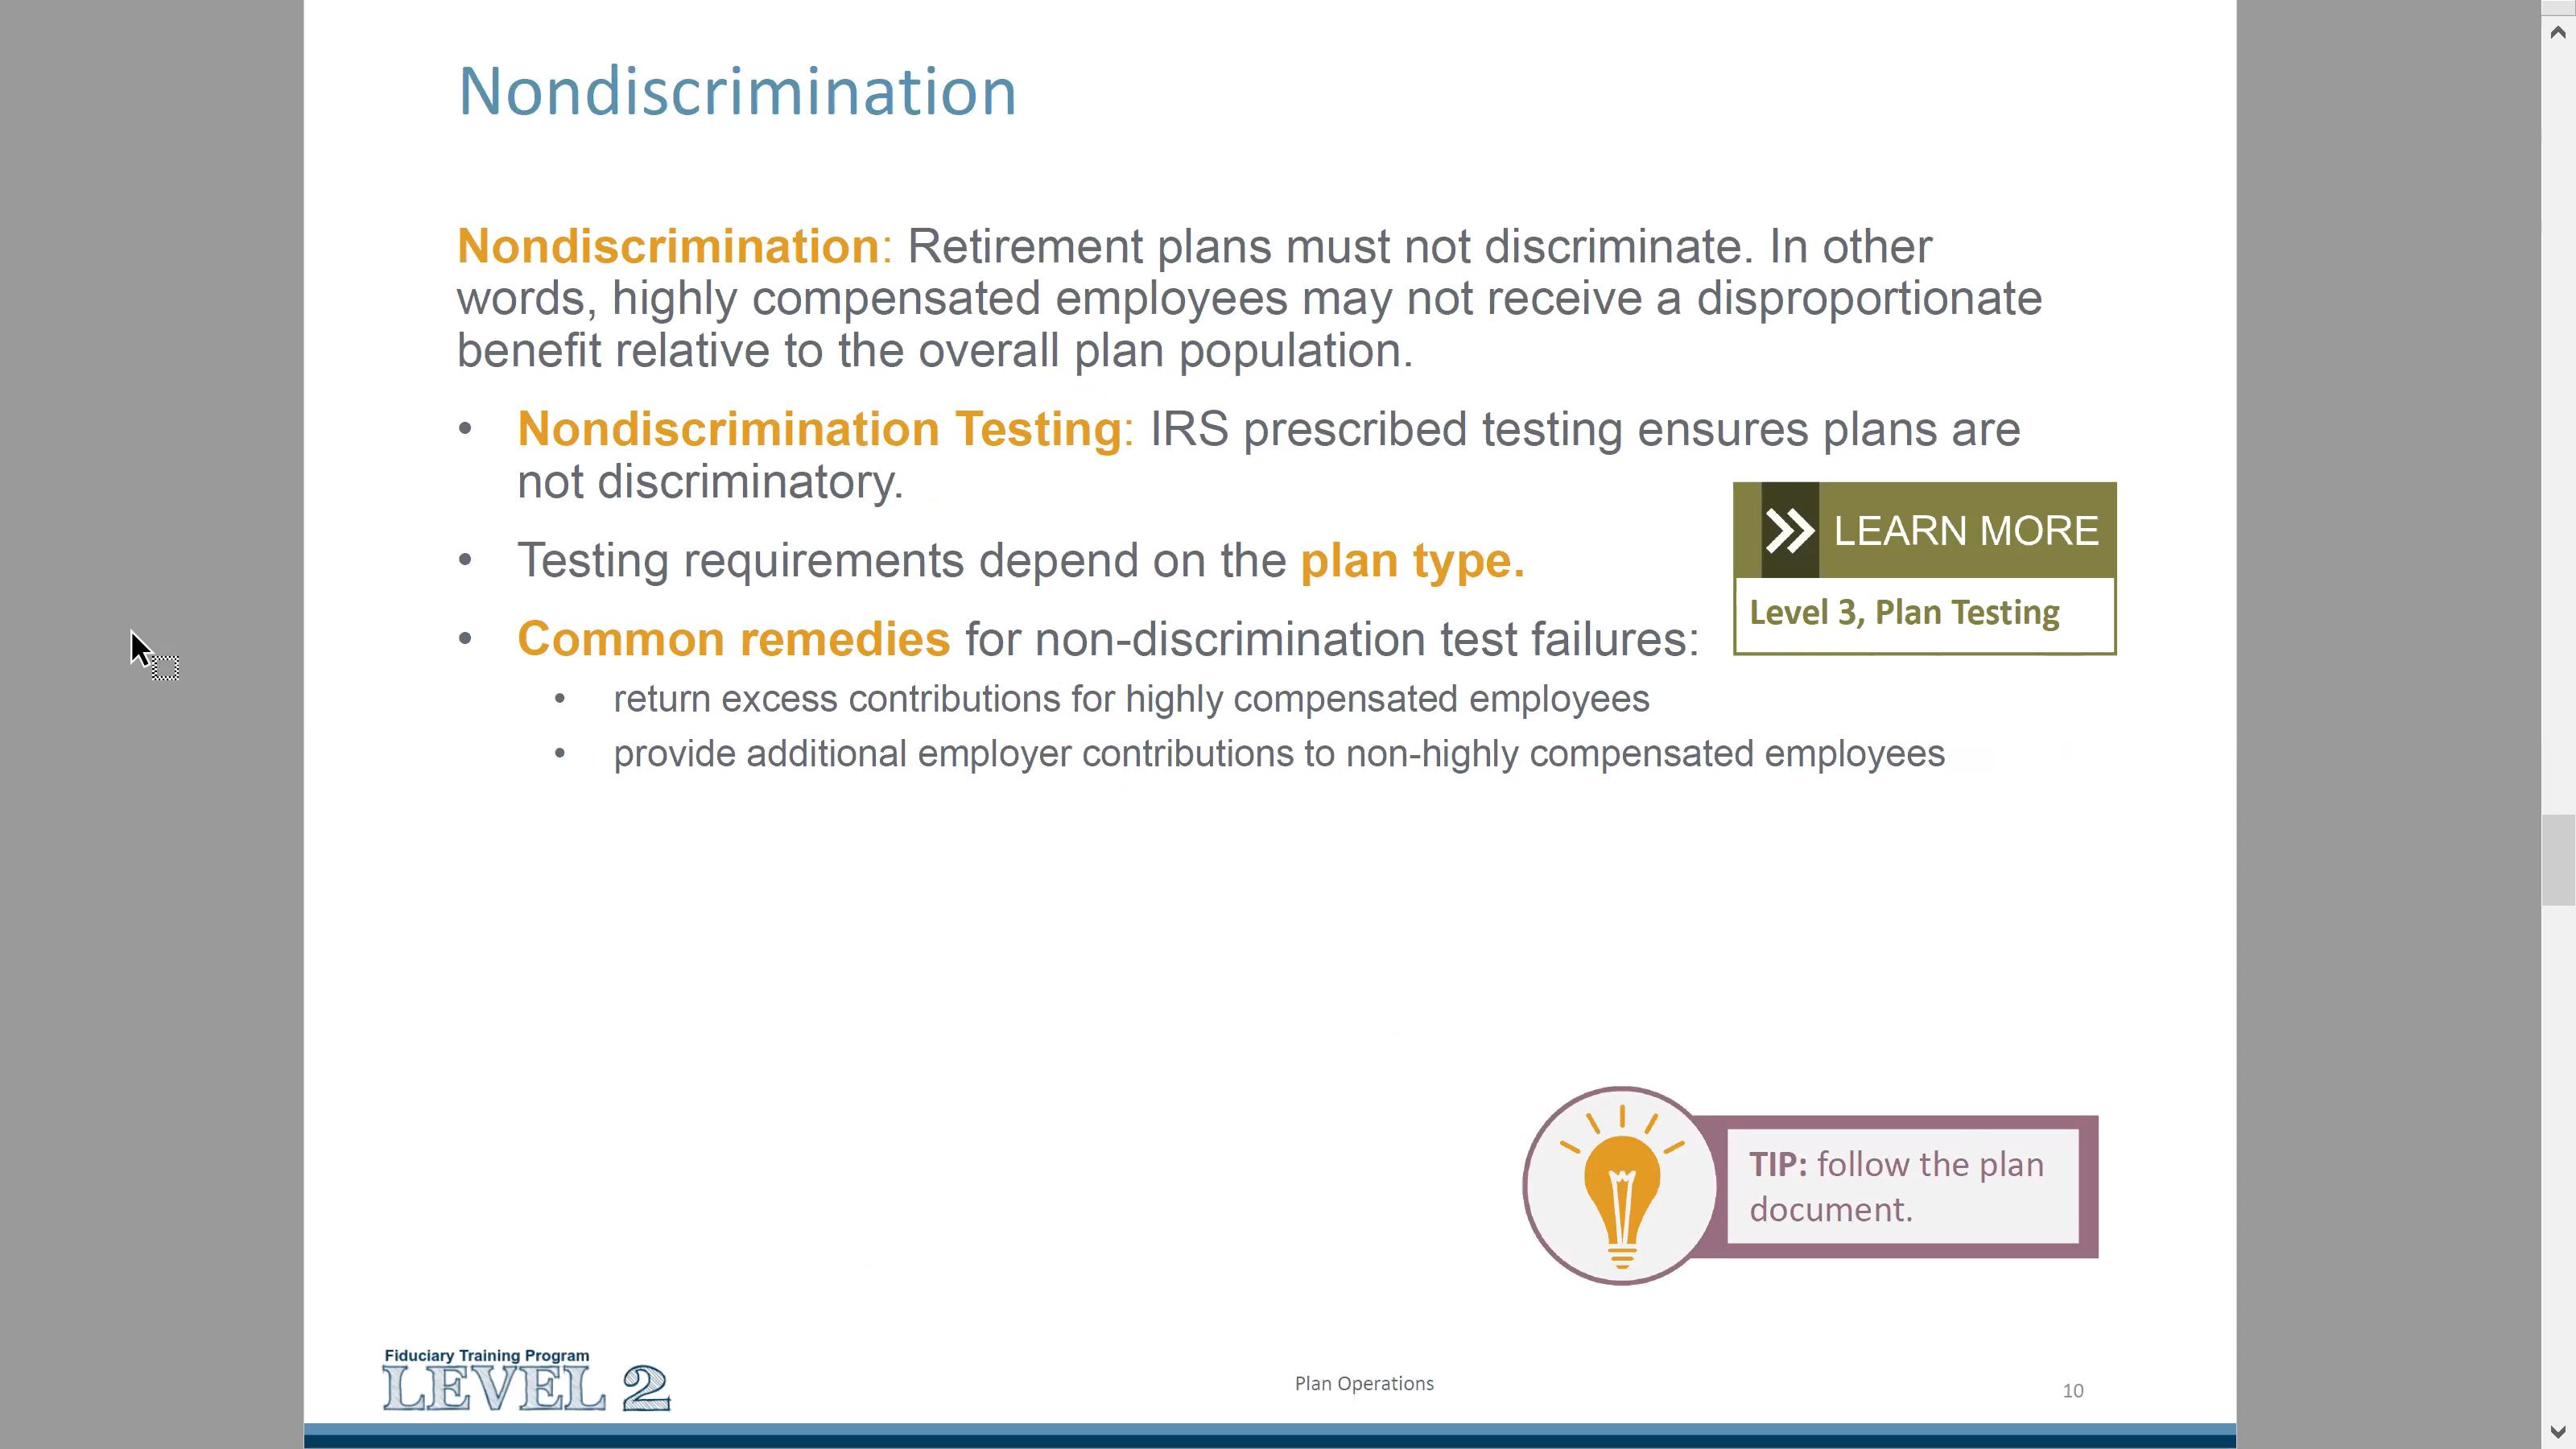 Nondiscrimination
Nondiscrimination: Retirement plans must not discriminate. In other
words, highly compensated employees may not receive a disproportionate
benefit relative to the overall plan population.
• Nondiscrimination Testing: IRS prescribed testing ensures plans are
not discriminatory.
• Testing requirements depend on the plan type.
• Common remedies for non-discrimination test failures:
• return excess contributions for highly compensated employees
• provide additional employer contributions to non-highly compensated employees
LEARN MORE
Level 3, Plan Testing
TIP: follow the plan
document.
Fiduciary Training Program
LEVEL 2
Plan Operations
10